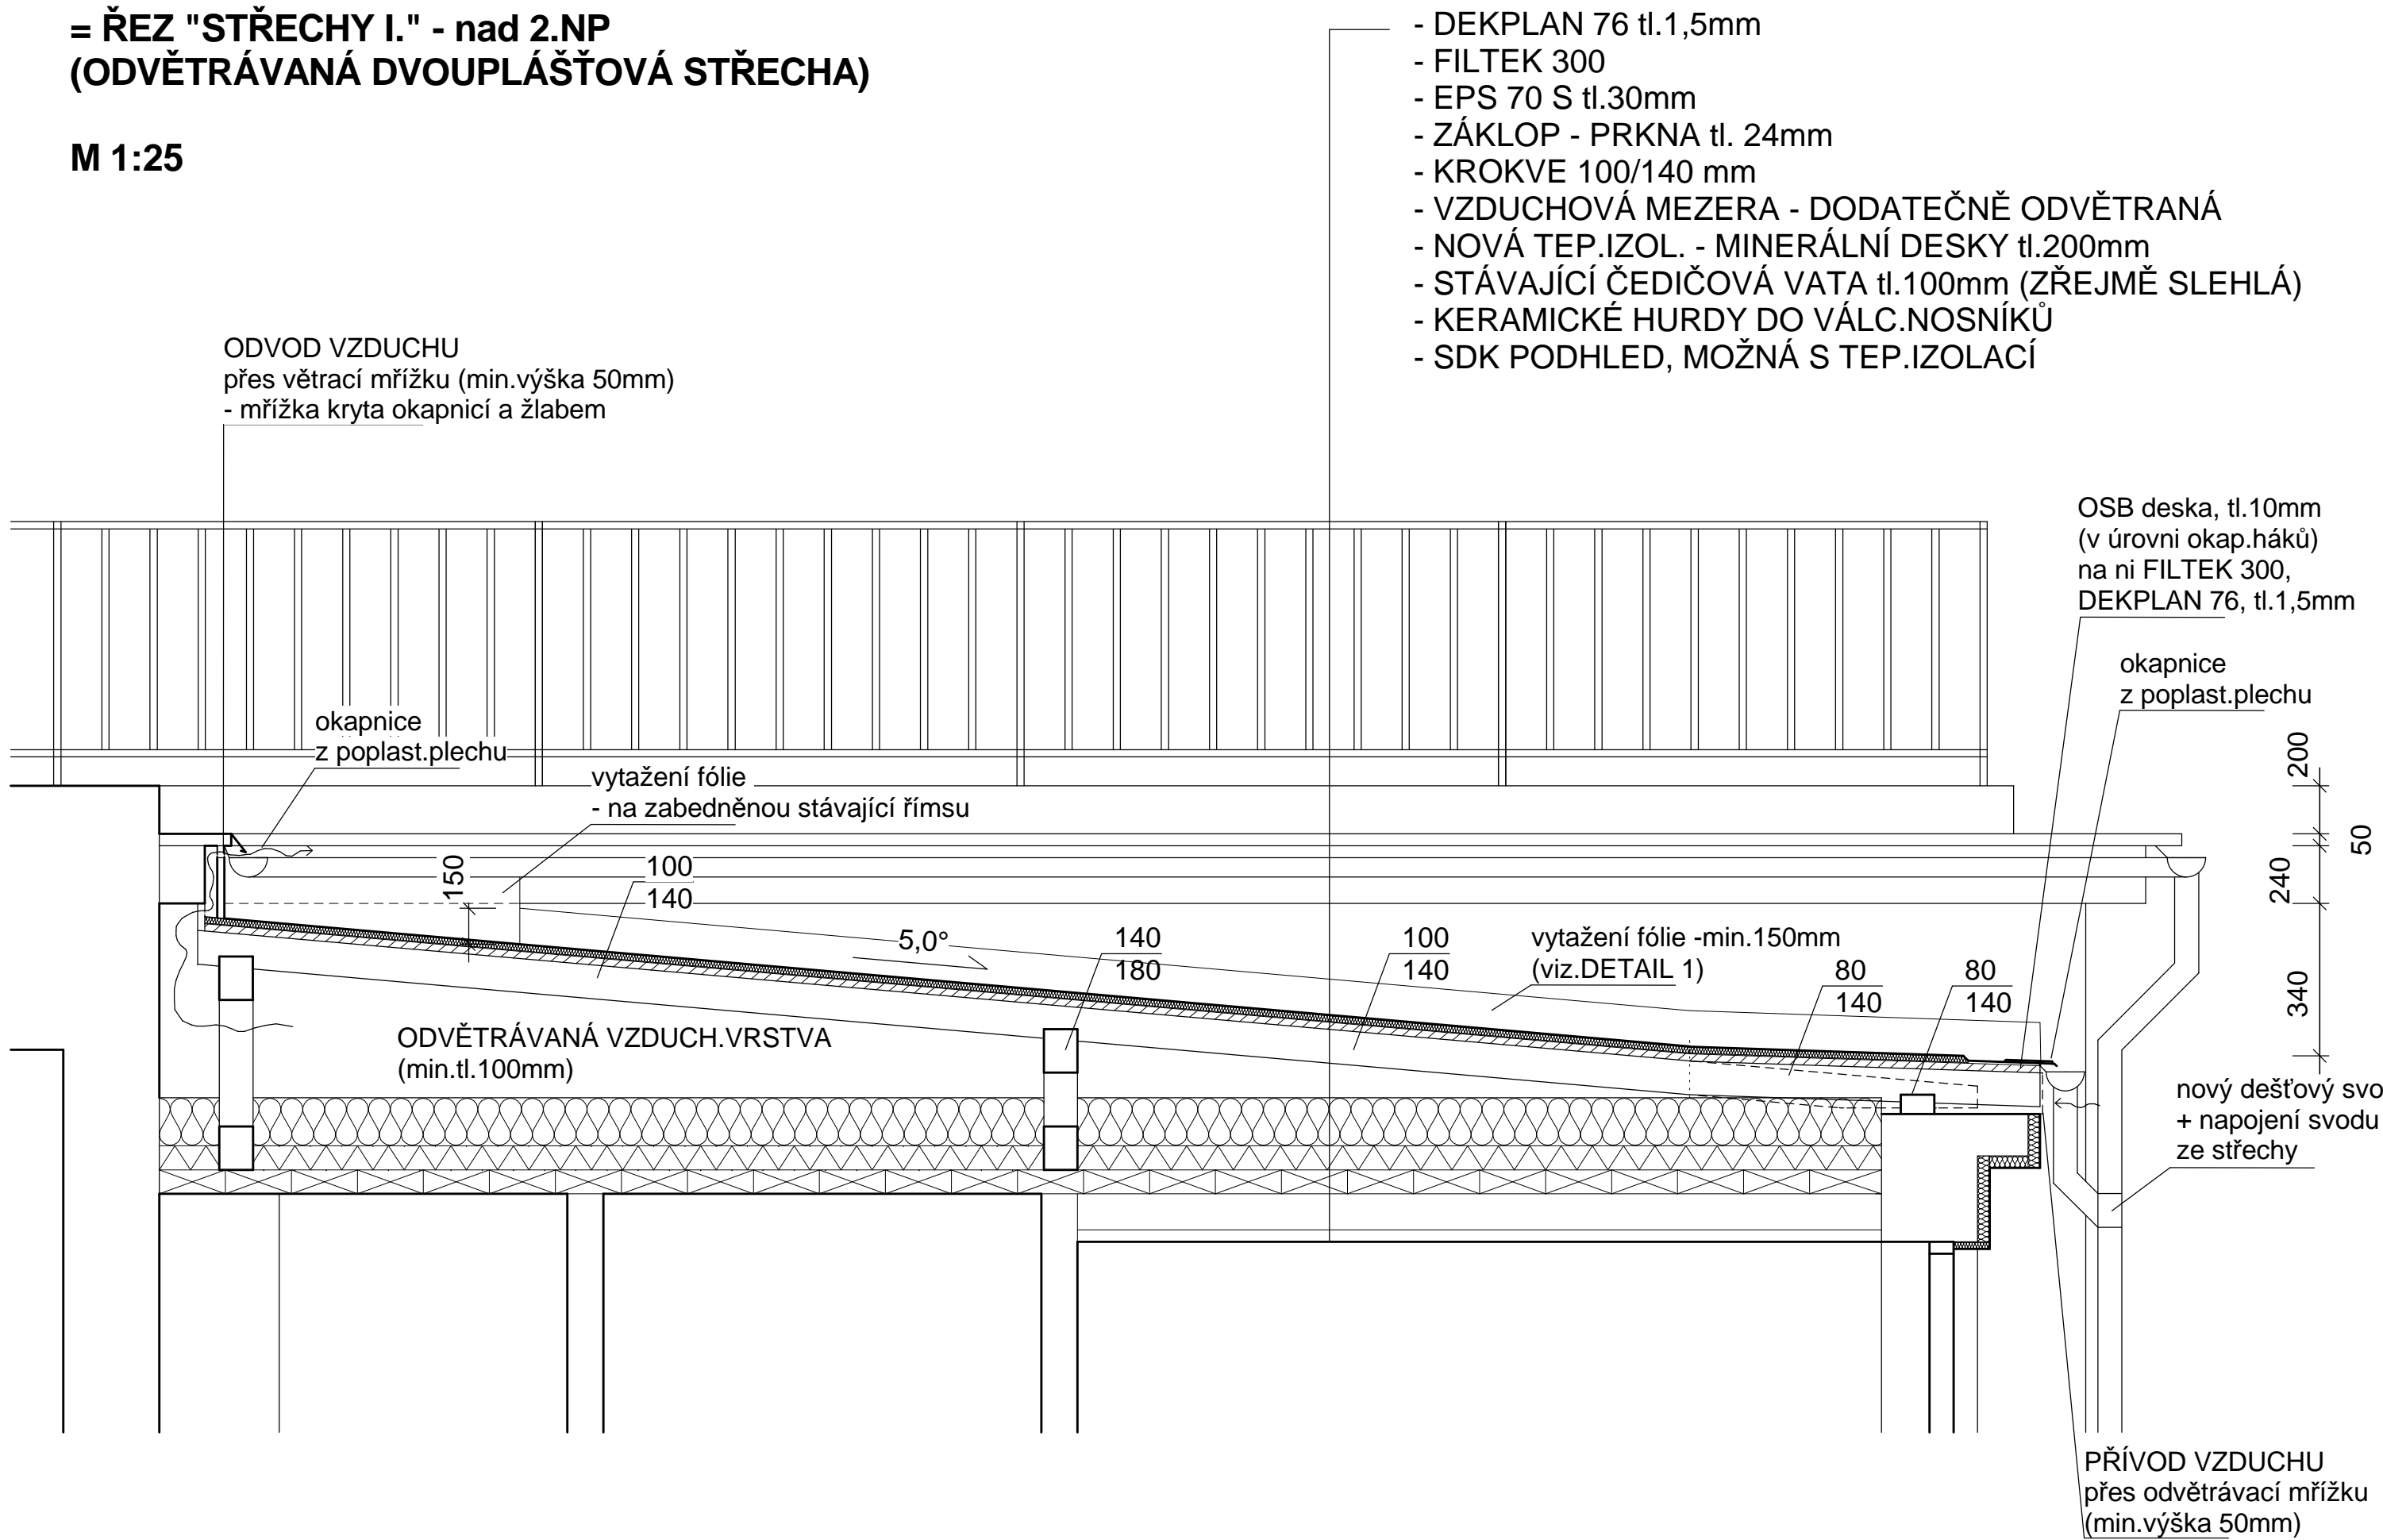 = ŘEZ "STŘECHY I." - nad 2.NP
(ODVĚTRÁVANÁ DVOUPLÁŠŤOVÁ STŘECHA)
M 1:25
- DEKPLAN 76 tl.1,5mm
- FILTEK 300
- EPS 70 S tl.30mm
- ZÁKLOP - PRKNA tl. 24mm
- KROKVE 100/140 mm
- VZDUCHOVÁ MEZERA - DODATEČNĚ ODVĚTRANÁ
- NOVÁ TEP.IZOL. - MINERÁLNÍ DESKY tl.200mm
- STÁVAJÍCÍ ČEDIČOVÁ VATA tl.100mm (ZŘEJMĚ SLEHLÁ)
- KERAMICKÉ HURDY DO VÁLC.NOSNÍKŮ
- SDK PODHLED, MOŽNÁ S TEP.IZOLACÍ
ODVOD VZDUCHU
přes větrací mřížku (min.výška 50mm)
- mřížka kryta okapnicí a žlabem
OSB deska, tl.10mm
(v úrovni okap.háků)
na ni FILTEK 300,
DEKPLAN 76, tl.1,5mm
okapnice
z poplast.plechu
okapnice
z poplast.plechu
vytažení fólie
- na zabedněnou stávající římsu
200
50
240
340
150
100
140
5,0°
140
180
100
140
vytažení fólie -min.150mm
(viz.DETAIL 1)
80
140
80
140
ODVĚTRÁVANÁ VZDUCH.VRSTVA
(min.tl.100mm)
nový dešťový svo
+ napojení svodu
ze střechy
PŘÍVOD VZDUCHU
přes odvětrávací mřížku
(min.výška 50mm)